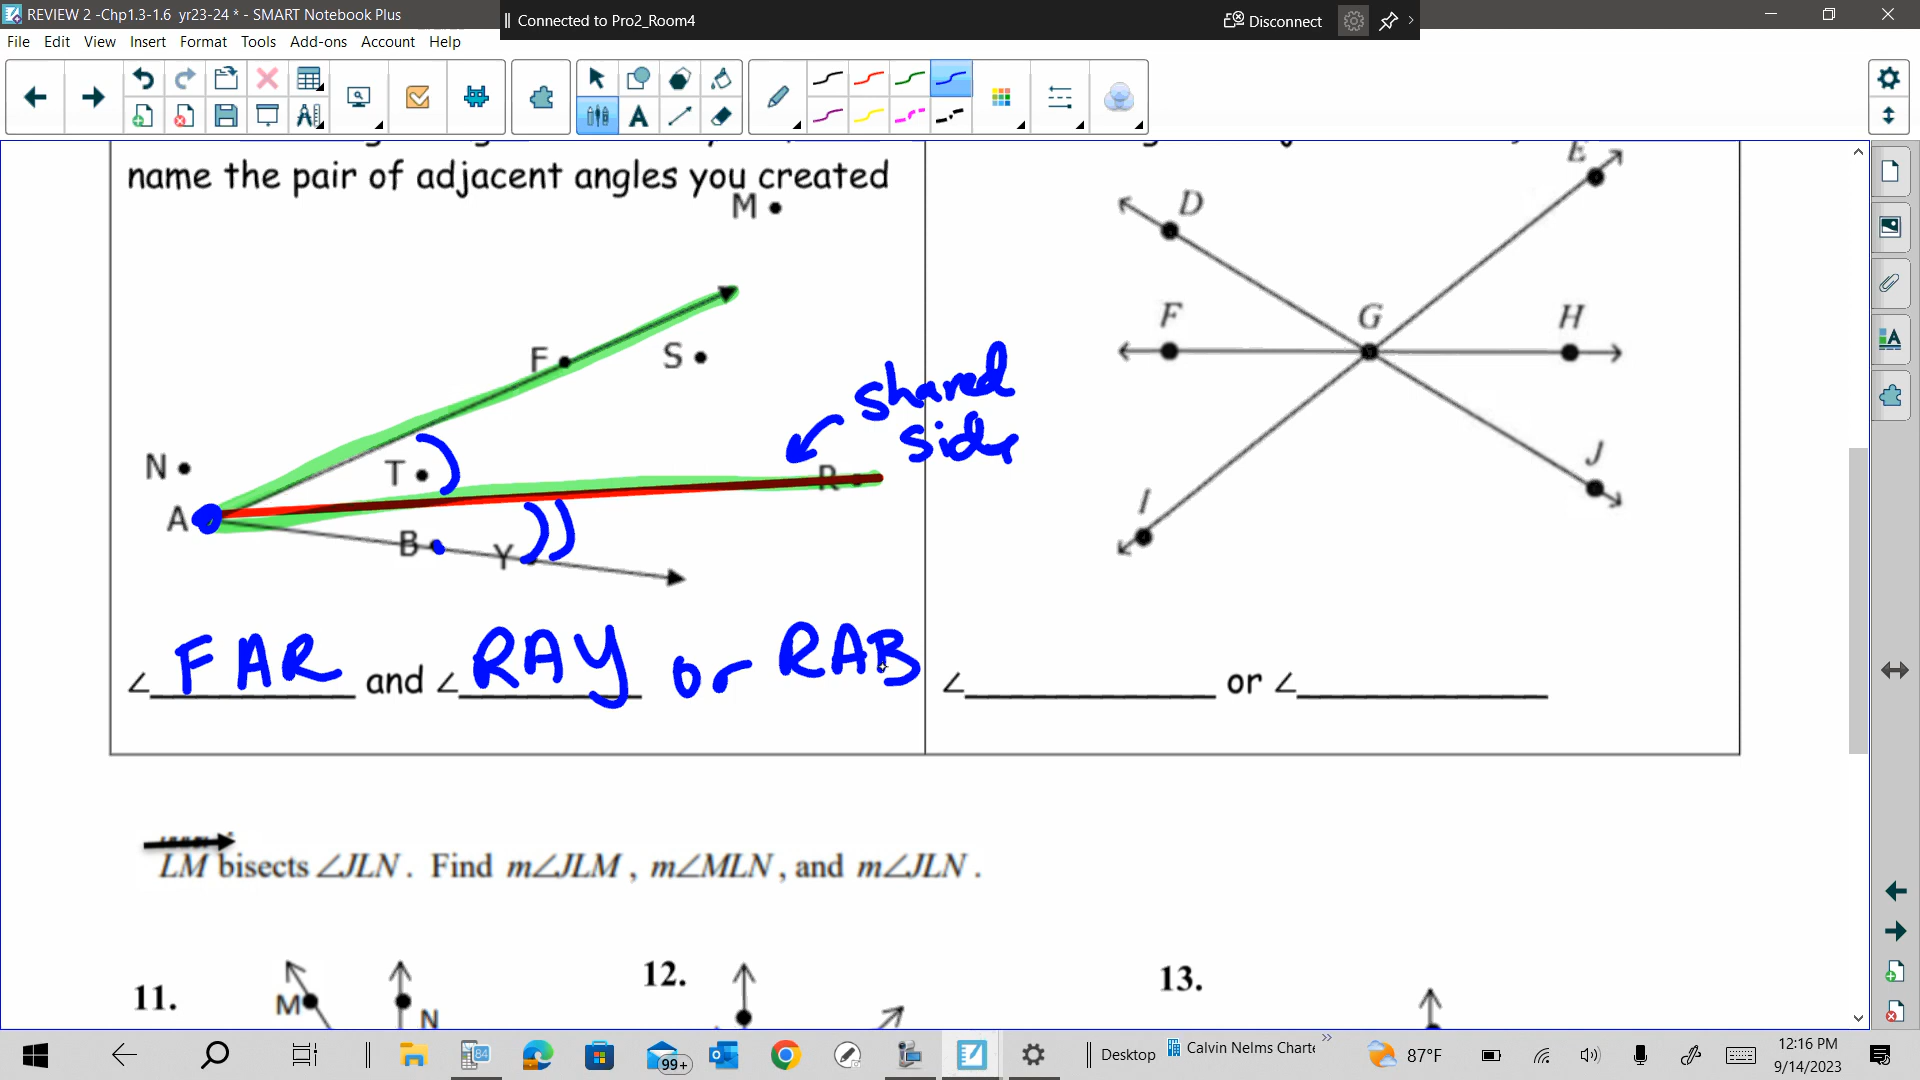 REVIEW 2 -Chp1.3-1.6 yr23-24 * - SMART Notebook Plus
Connected to Pro2_Room4
Disconnect
File Edit View Insert Format Tools Add-ons Account Help
name the pair of adjacent angles you created
M
F
S
shared
side
N
T
R
A
B
Y
∠ FAR and ∠ RAY or RAB
E
D
F
G
H
J
I
∠____________ or ∠____________
LM bisects ∠JLN. Find m∠JLM, m∠MLN, and m∠JLN.
11.
M
N
12.
13.
84
99+
Desktop
Calvin Nelms Charte
87°F
12:16 PM
9/14/2023